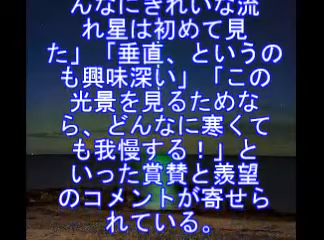 んなにきれいな流
れ星は初めて見
た」「垂直、というの
も興味深い」「この
光景を見るためな
ら、どんなに寒くて
も我慢する！」と
いった賞賛と羨望
のコメントが寄せら
れている。